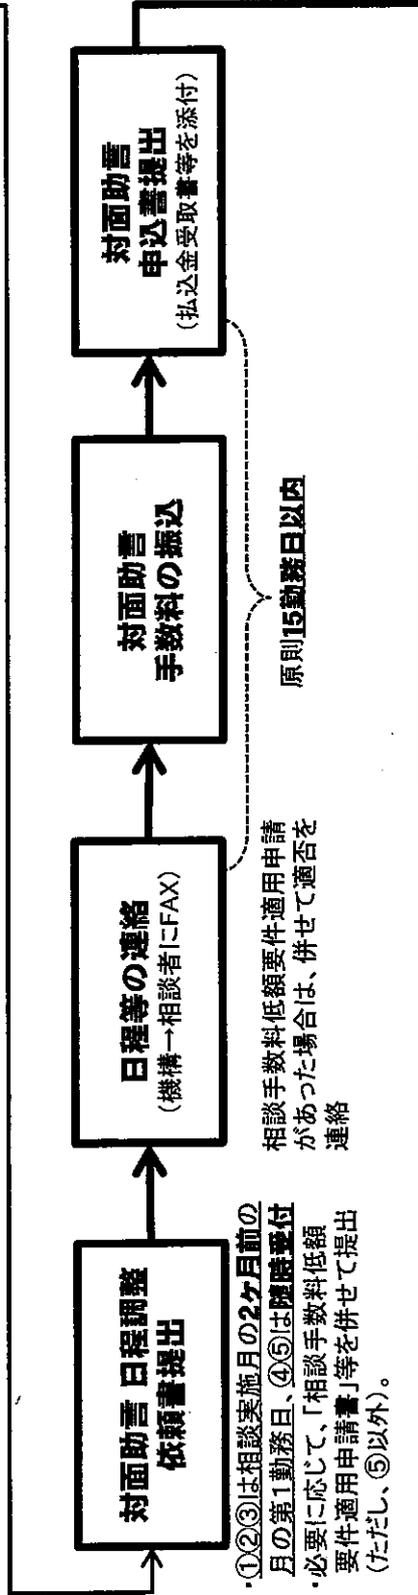 対面助言 日程調整
依頼書提出
・①②③は相談実施月の2ヶ月前の
月の第1勤務日、④⑤は随時受付
・必要に応じて、「相談手数料低額
要件適用申請書」等を併せて提出
(ただし、⑤以外)。
日程等の連絡
(機構→相談者にFAX)
相談手数料低額要件適用申請
があった場合は、併せて適否を
連絡
対面助言
手数料の振込
原則15勤務日以内
対面助言
申込書提出
(払込金受取書等を添付)